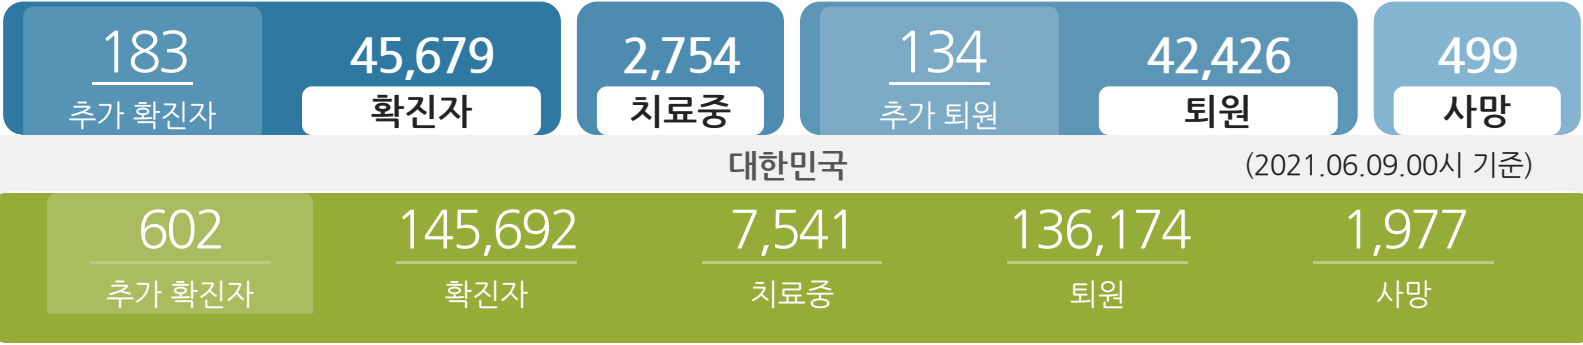 183 45,679 2,754 134 42,426 499
추가 확진자 확진자 치료중 추가 퇴원 퇴원 사망
대한민국 (2021.06.09.00시 기준)
602 145,692 7,541 136,174 1,977
추가 확진자 확진자 치료중 퇴원 사망